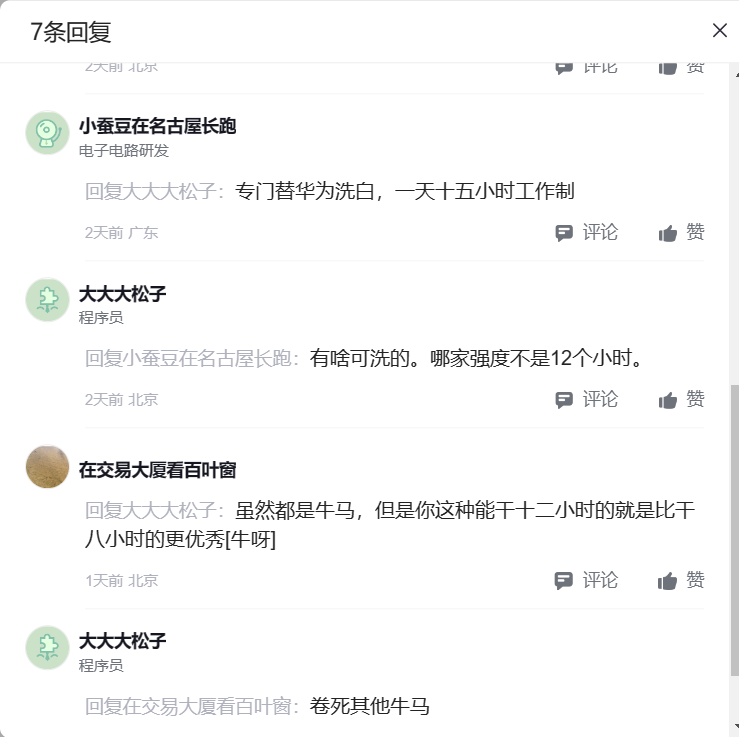 7条回复
2天前 北京
评论 赞
小蚕豆在名古屋长跑
电子电路研发
回复大大大松子：专门替华为洗白，一天十五小时工作制
2天前 广东
评论 赞
大大大松子
程序员
回复小蚕豆在名古屋长跑：有啥可洗的。哪家强度不是12个小时。
2天前 北京
评论 赞
在交易大厦看百叶窗
回复大大大松子：虽然都是牛马，但是你这种能干十二小时的就是比干
八小时的更优秀[牛呀]
1天前 北京
评论 赞
大大大松子
程序员
回复在交易大厦看百叶窗：卷死其他牛马